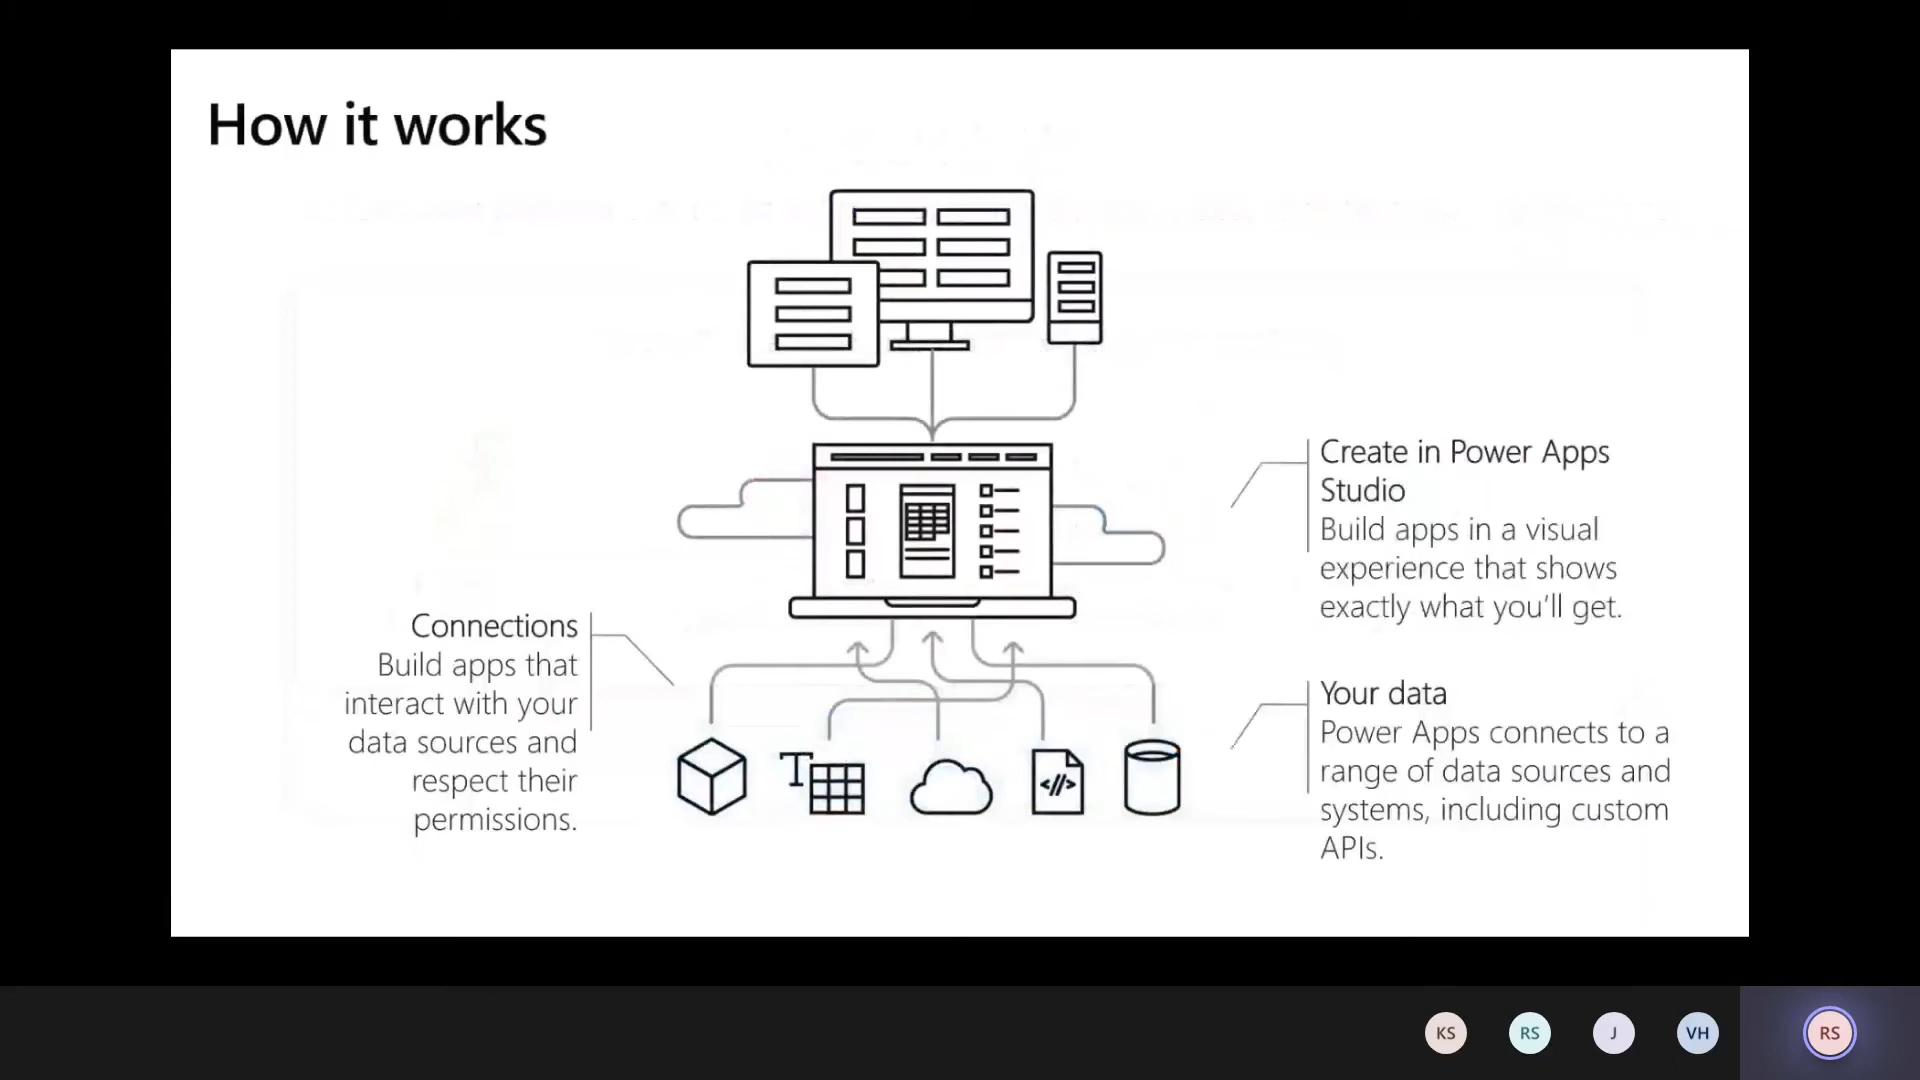 How it works
Create in Power Apps
Studio
Build apps in a visual
experience that shows
exactly what you'll get.
Connections
Build apps that
interact with your
data sources and
respect their
permissions.
Your data
Power Apps connects to a
range of data sources and
systems, including custom
APIs.
T
</>
KS
RS
J
VH
RS